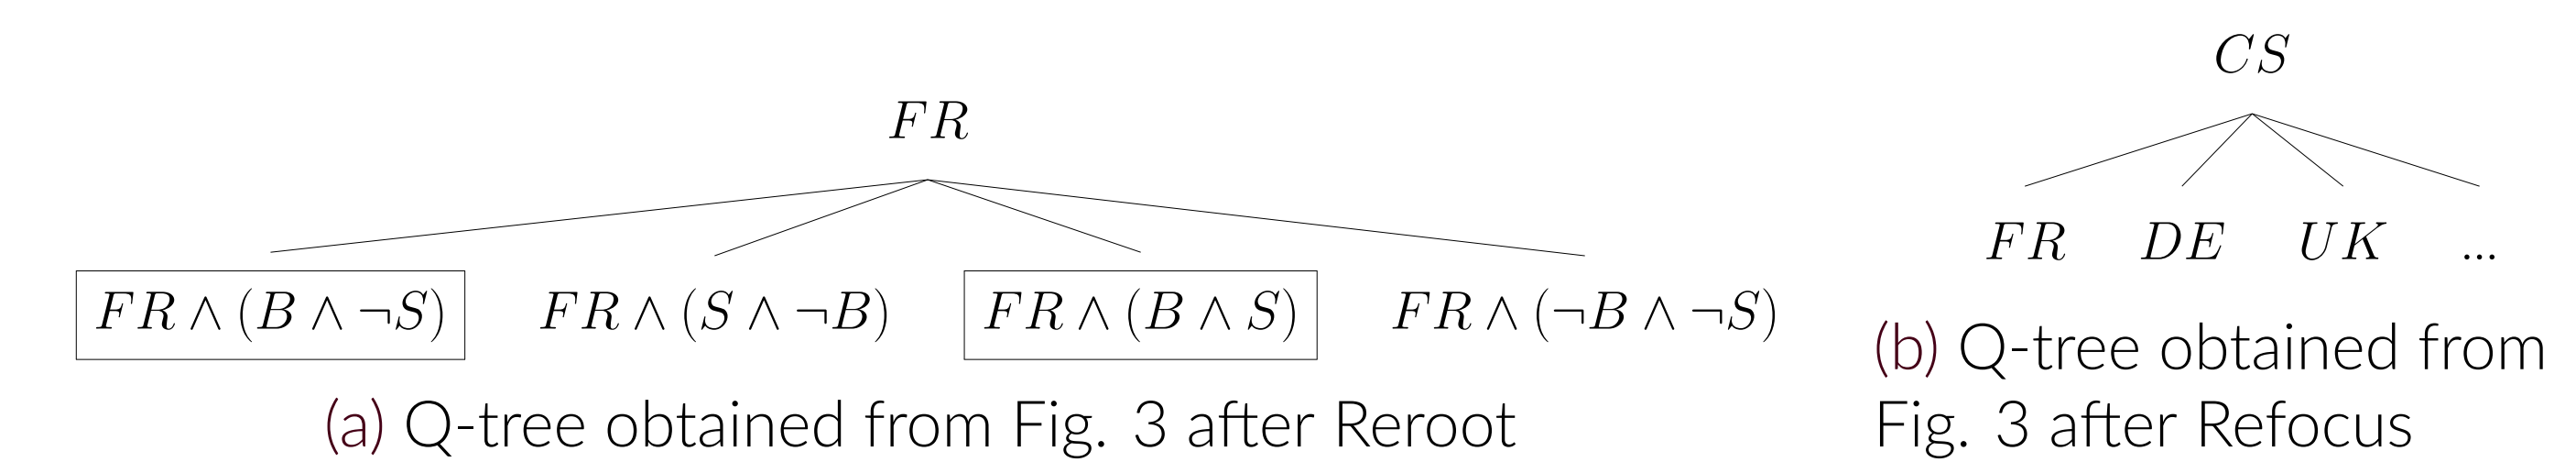 FR
FR ∧ (B ∧ ¬S) FR ∧ (S ∧ ¬B) FR ∧ (B ∧ S) FR ∧ (¬B ∧ ¬S)
(a) Q-tree obtained from Fig. 3 after Reroot
CS
FR DE UK ...
(b) Q-tree obtained from
Fig. 3 after Refocus